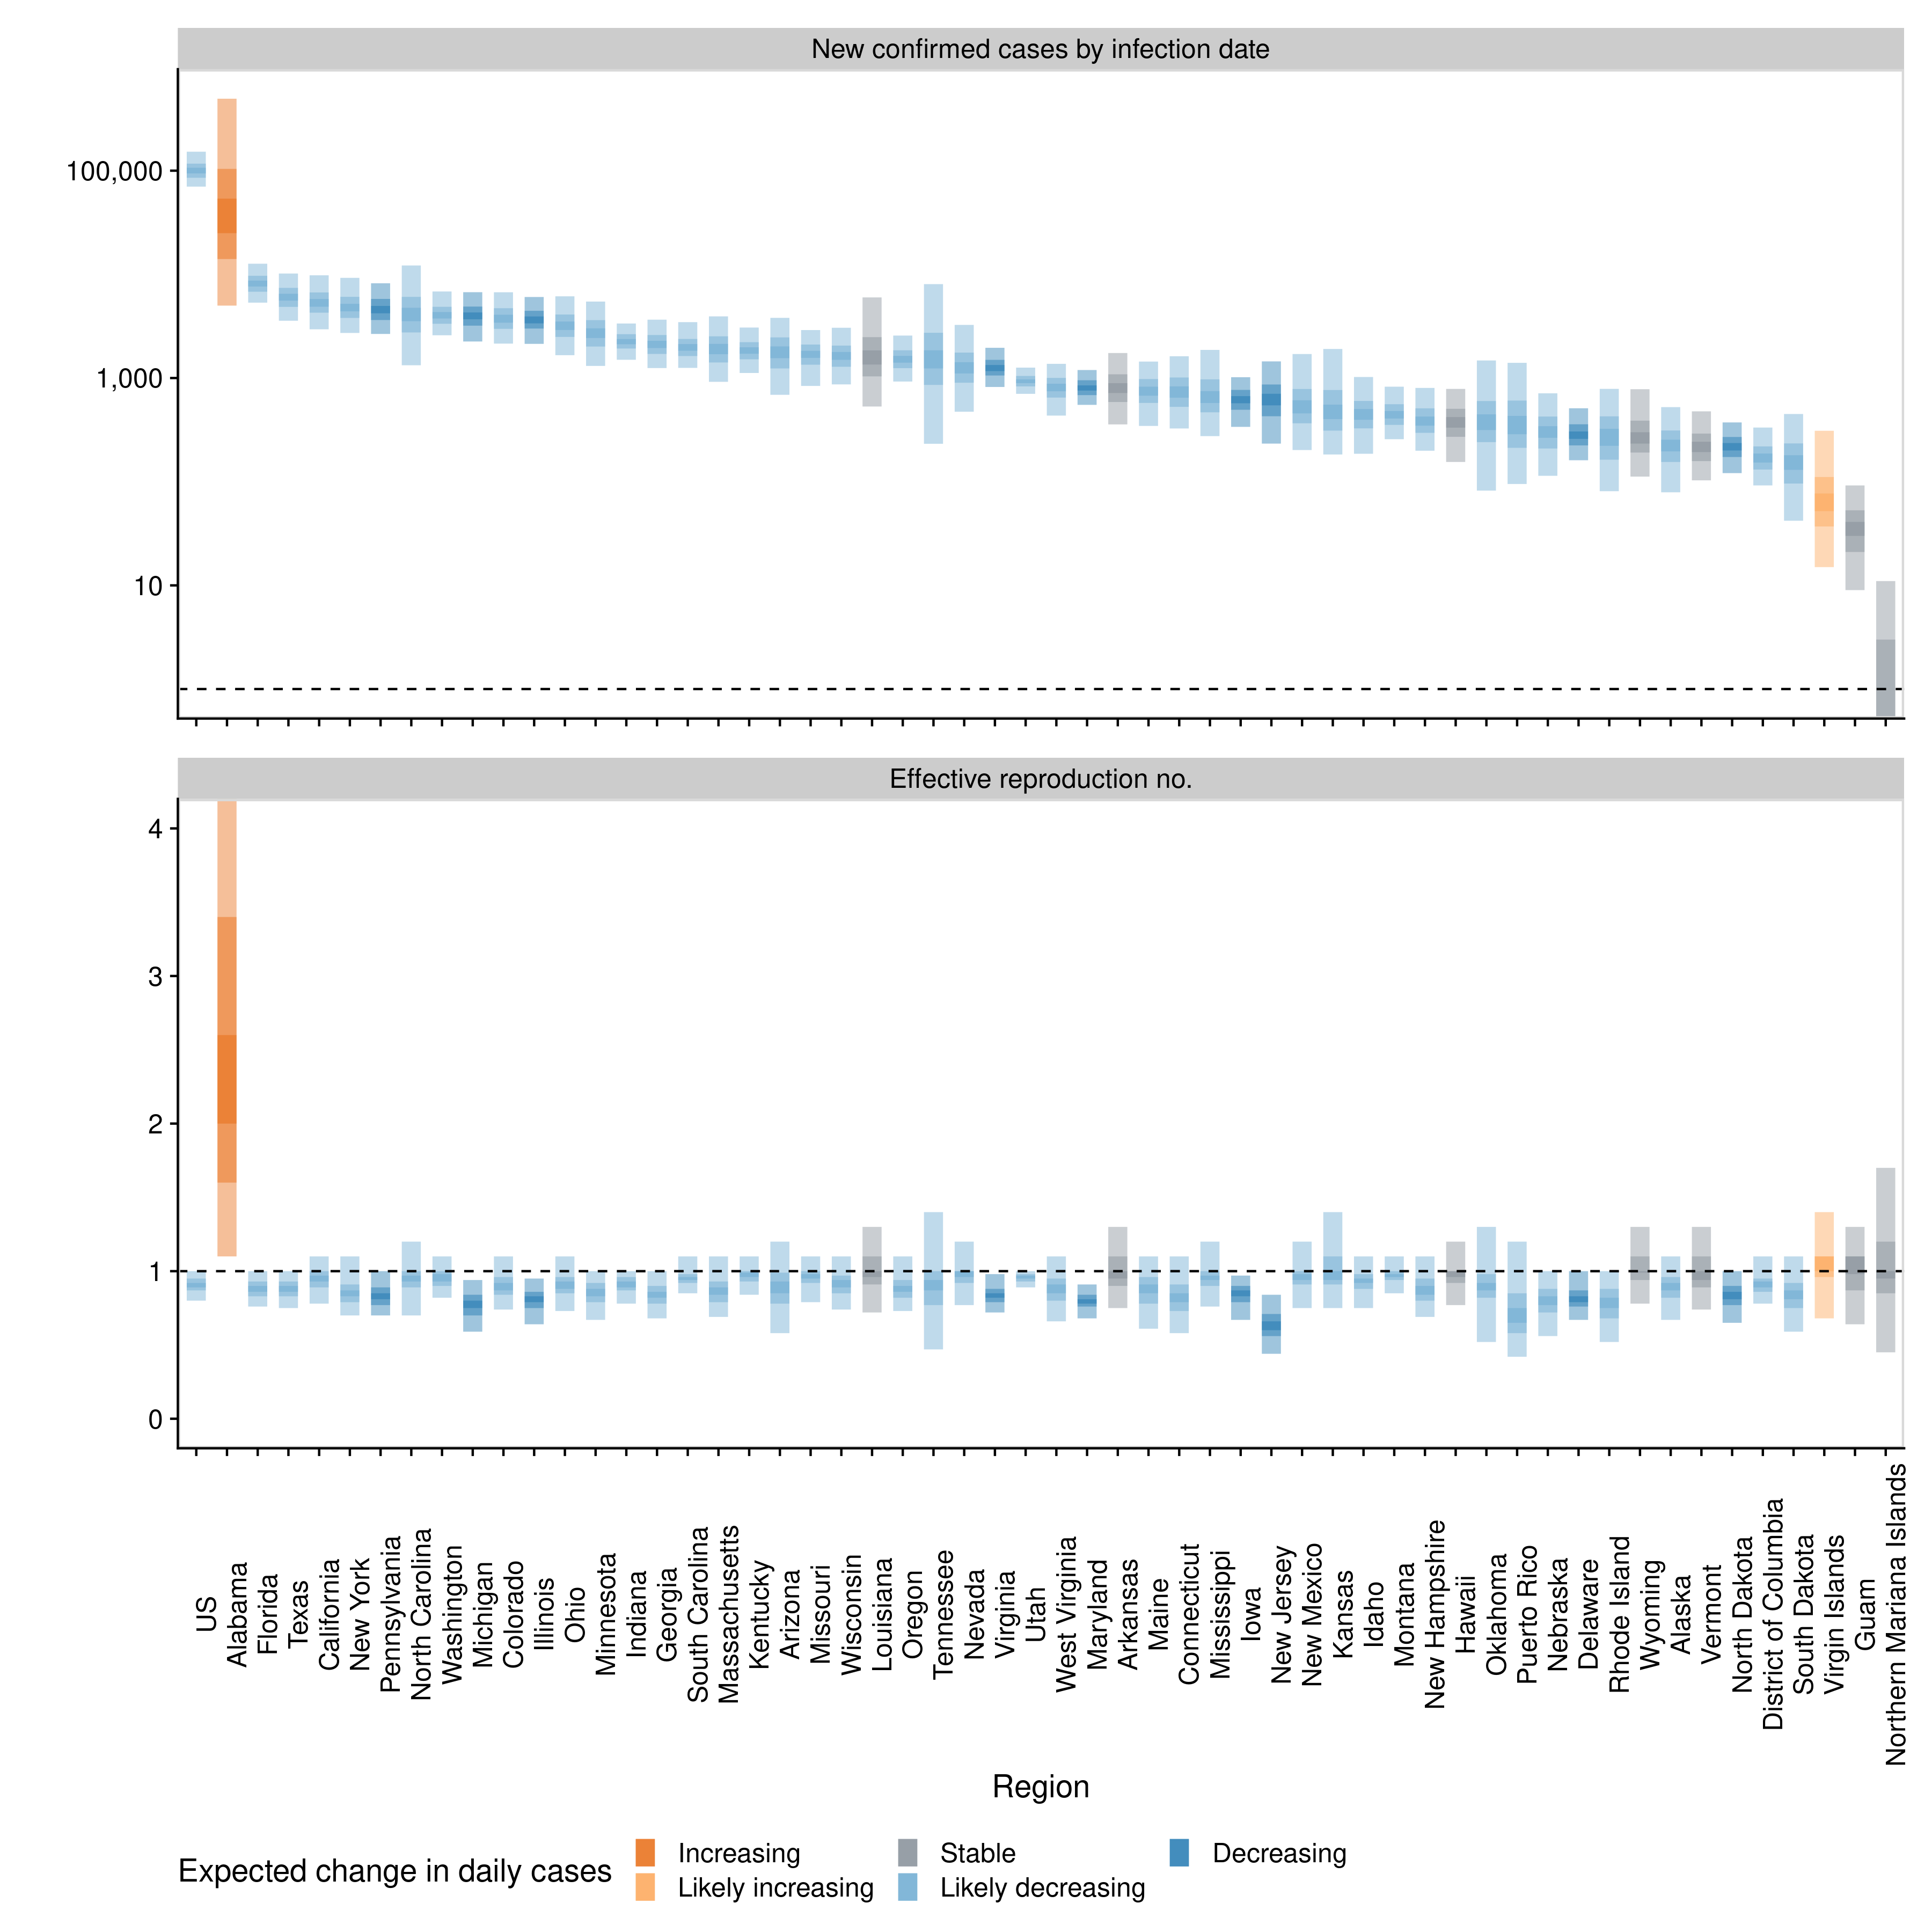 New confirmed cases by infection date
100,000
1,000
10
Effective reproduction no.
4
3
2
1
0
US
Alabama
Florida
Texas
California
New York
Pennsylvania
North Carolina
Washington
Michigan
Colorado
Illinois
Ohio
Minnesota
Indiana
Georgia
South Carolina
Massachusetts
Kentucky
Arizona
Missouri
Wisconsin
Louisiana
Oregon
Tennessee
Nevada
Virginia
Utah
West Virginia
Maryland
Arkansas
Maine
Connecticut
Mississippi
Iowa
New Jersey
New Mexico
Kansas
Idaho
Montana
New Hampshire
Hawaii
Oklahoma
Puerto Rico
Nebraska
Delaware
Rhode Island
Wyoming
Alaska
Vermont
North Dakota
District of Columbia
South Dakota
Virgin Islands
Guam
Northern Mariana Islands
Region
Expected change in daily cases
Increasing
Likely increasing
Stable
Likely decreasing
Decreasing